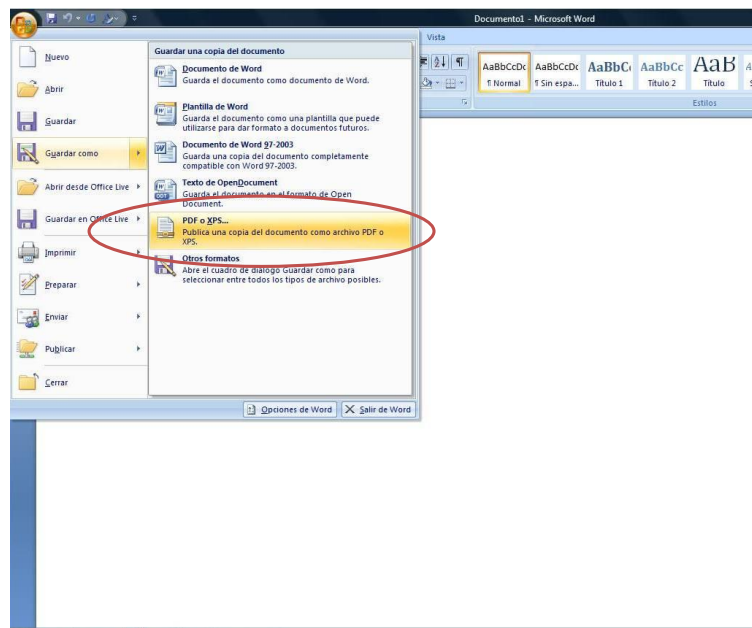 Documento1 - Microsoft Word
Vista
Nuevo
Abrir
Guardar
Guardar como
Abrir desde Office Live
Guardar en Office Live
Imprimir
Preparar
Enviar
Publicar
Cerrar
Guardar una copia del documento
Documento de Word
Guarda el documento como documento de Word.
Plantilla de Word
Guarda el documento como una plantilla que puede
utilizarse para dar formato a documentos futuros.
Documento de Word 97-2003
Guarda una copia del documento completamente
compatible con Word 97-2003.
Texto de OpenDocument
Guarda el documento en el formato de Open
Document.
PDF o XPS...
Publica una copia del documento como archivo PDF o
XPS.
Otros formatos
Abre el cuadro de diálogo Guardar como para
seleccionar entre todos los tipos de archivo posibles.
Opciones de Word
Salir de Word
AaBbCcDc AaBbCcDc AaBbC AaBbCc AaB
¶ Normal ¶ Sin espa... Título 1 Título 2 Título
Estilos